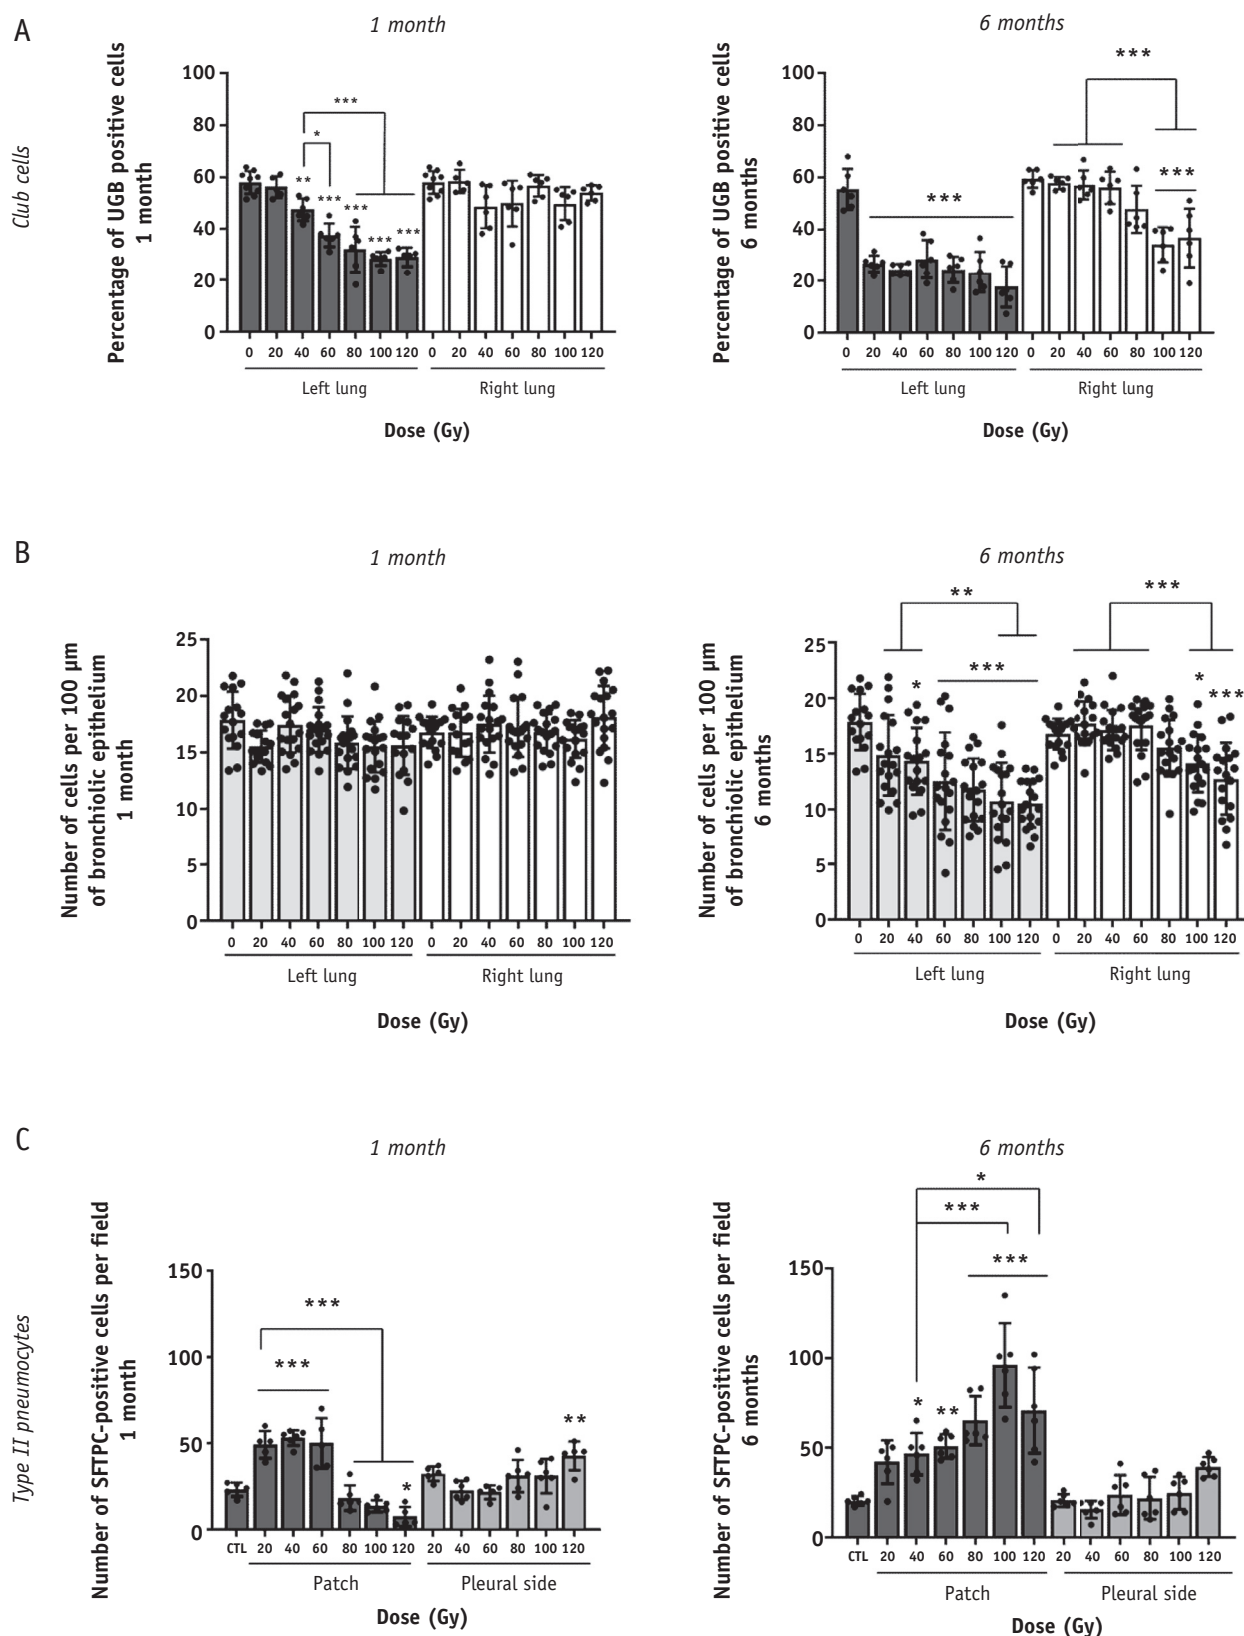 A
1 month
6 months
Club cells
Percentage of UGB positive cells
1 month
100
80
60
40
20
0
***
*
**
***
***
***
***
0 20 40 60 80 100 120 0 20 40 60 80 100 120
Left lung Right lung
Dose (Gy)
Percentage of UGB positive cells
6 months
100
80
60
40
20
0
***
***
***
0 20 40 60 80 100 120 0 20 40 60 80 100 120
Left lung Right lung
Dose (Gy)
B
1 month
6 months
Number of cells per 100 µm
of bronchiolic epithelium
1 month
25
20
15
10
5
0
0 20 40 60 80 100 120 0 20 40 60 80 100 120
Left lung Right lung
Dose (Gy)
Number of cells per 100 µm
of bronchiolic epithelium
6 months
25
20
15
10
5
0
** ***
*
***
*
***
0 20 40 60 80 100 120 0 20 40 60 80 100 120
Left lung Right lung
Dose (Gy)
C
1 month
6 months
Type II pneumocytes
Number of SFTPC-positive cells per field
1 month
150
100
50
0
***
***
*
**
CTL 20 40 60 80 100 120 20 40 60 80 100 120
Patch Pleural side
Dose (Gy)
Number of SFTPC-positive cells per field
6 months
150
100
50
0
*
***
***
*
**
CTL 20 40 60 80 100 120 20 40 60 80 100 120
Patch Pleural side
Dose (Gy)